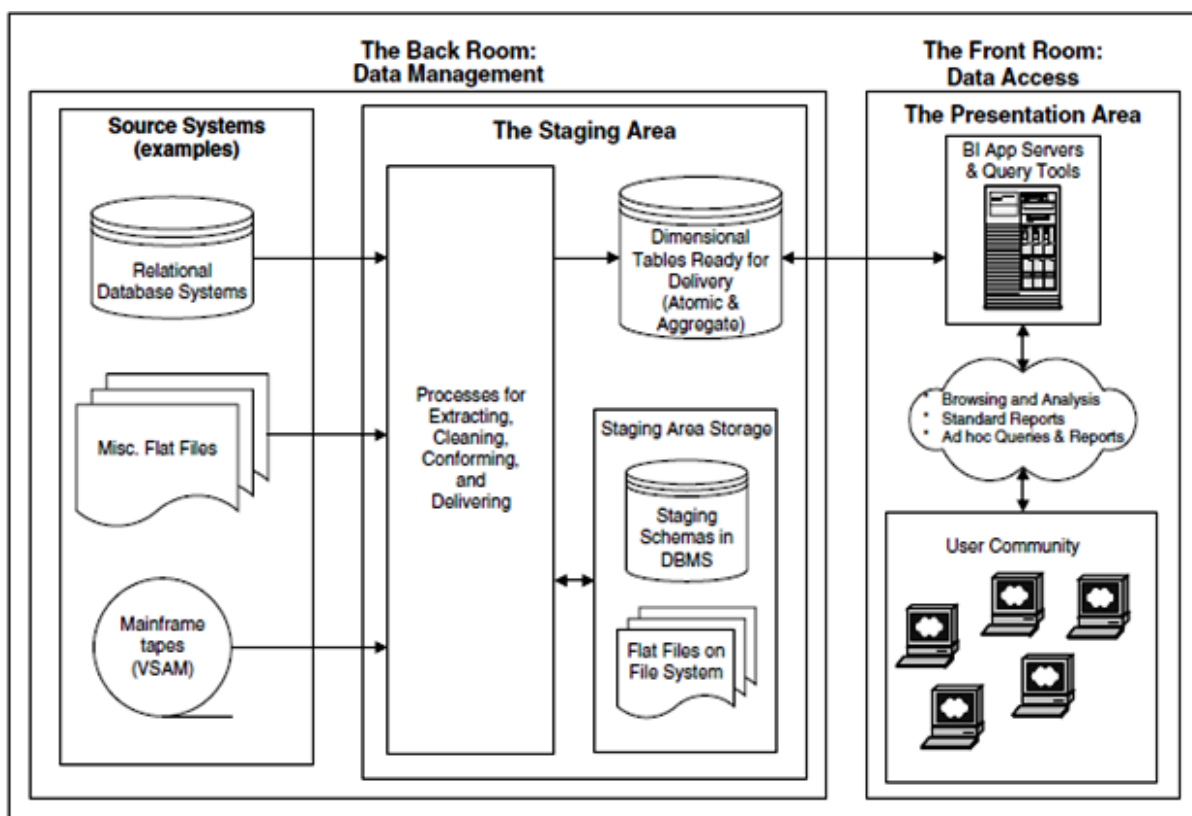 The Back Room:
Data Management
The Front Room:
Data Access
Source Systems
(examples)
Relational
Database Systems
Misc. Flat Files
Mainframe
tapes
(VSAM)
The Staging Area
Processes for
Extracting,
Cleaning,
Conforming,
and
Delivering
Dimensional
Tables Ready for
Delivery
(Atomic &
Aggregate)
Staging Area Storage
Staging
Schemas in
DBMS
Flat Files on
File System
The Presentation Area
BI App Servers
& Query Tools
* Browsing and Analysis
* Standard Reports
* Ad hoc Queries & Reports
User Community